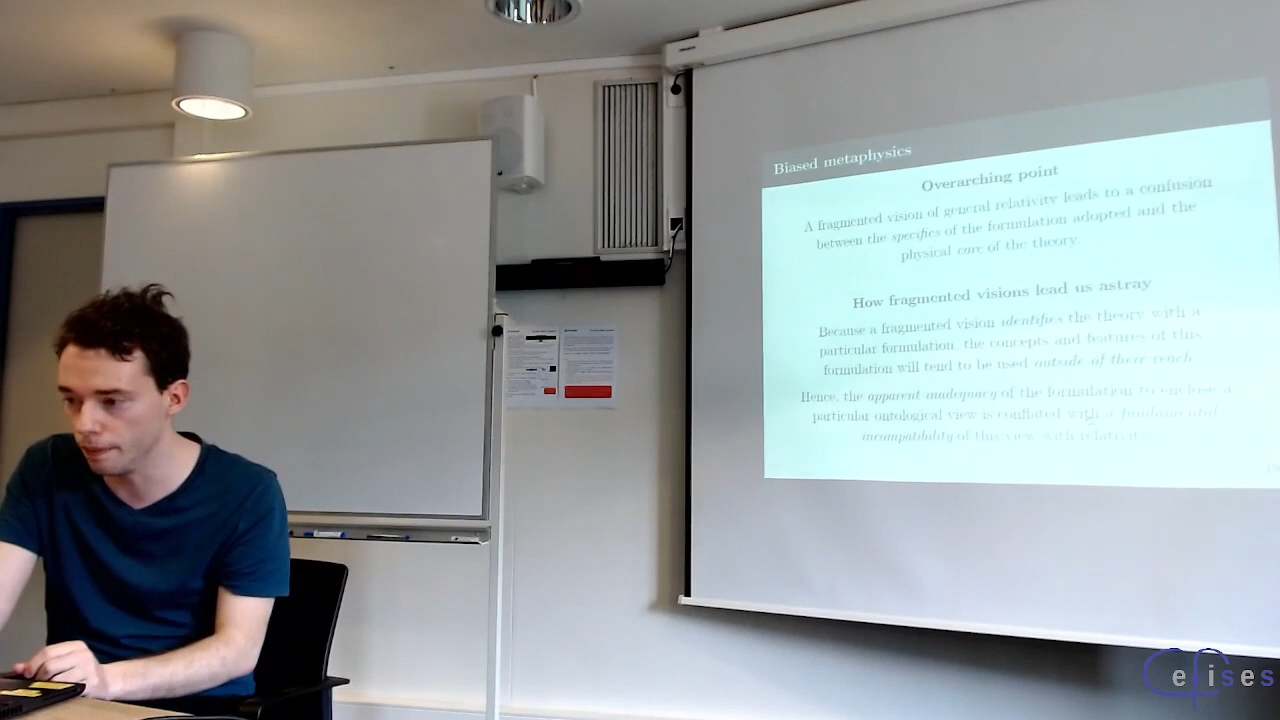 Biased metaphysics
Overarching point
A fragmented vision of general relativity leads to a confusion
between the specifics of the formulation adopted and the
physical core of the theory.
How fragmented visions lead us astray
Because a fragmented vision identifies the theory with a
particular formulation, the concepts and features of this
formulation will tend to be used outside of their reach.
Hence, the apparent inadequacy of the formulation to enclose a
particular ontological view is conflated with a fundamental
incompatibility of this view with relativity.
19
efises